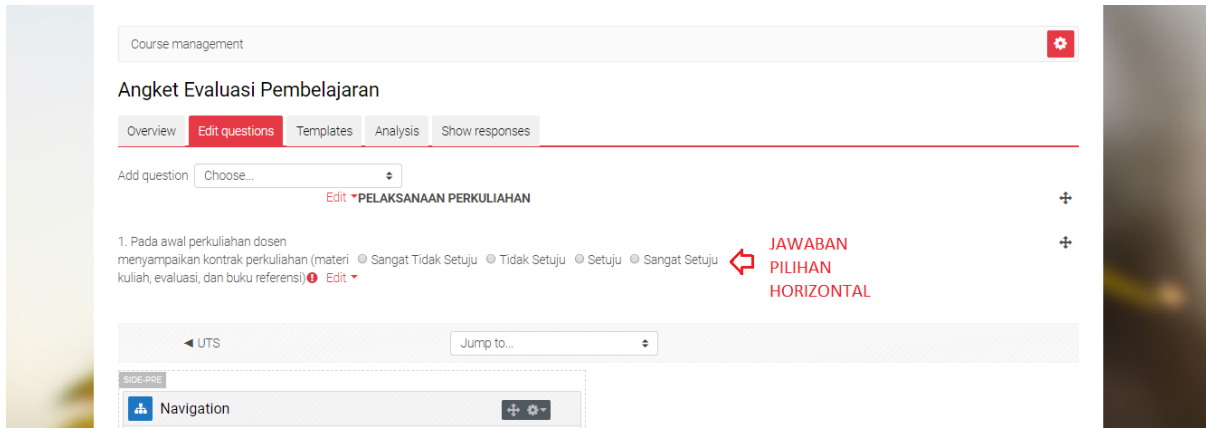 Course management
Angket Evaluasi Pembelajaran
Overview Edit questions Templates Analysis Show responses
Add question Choose...
Edit PELAKSANAAN PERKULIAHAN
1. Pada awal perkuliahan dosen
menyampaikan kontrak perkuliahan (materi
kuliah, evaluasi, dan buku referensi) Edit
Sangat Tidak Setuju Tidak Setuju Setuju Sangat Setuju
JAWABAN
PILIHAN
HORIZONTAL
◄ UTS
Jump to...
SIDE-PRE
Navigation